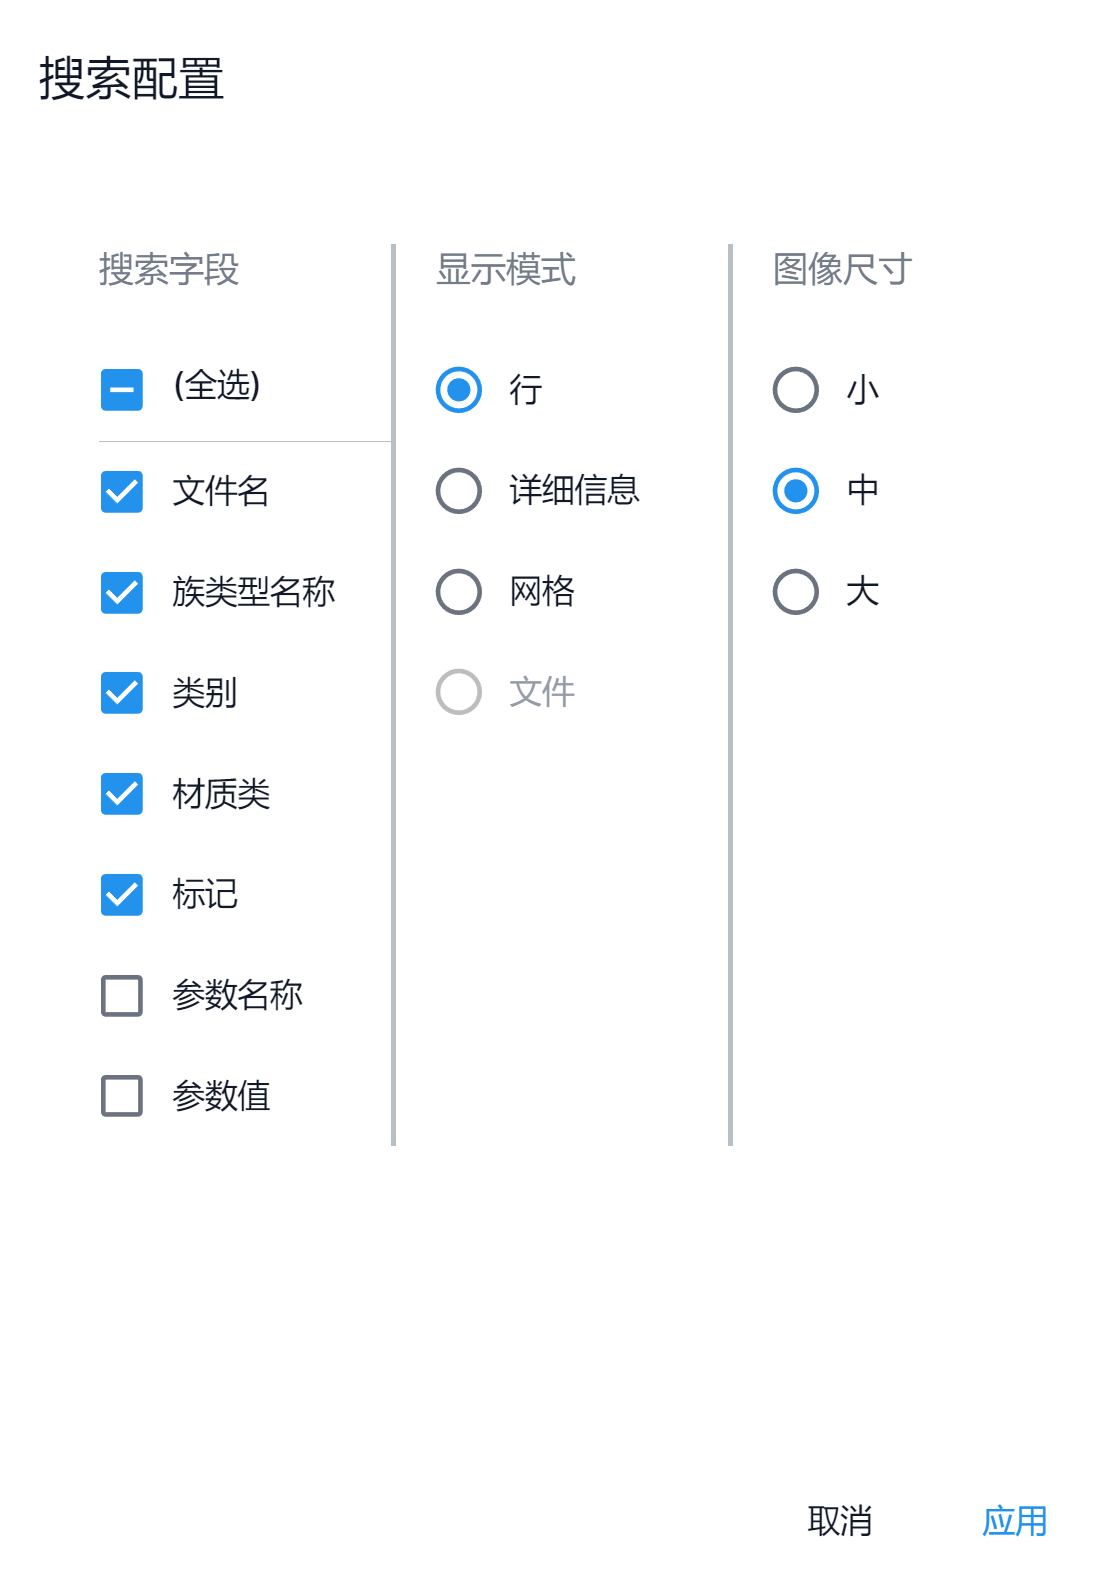 搜索配置
搜索字段
(全选)
文件名
族类型名称
类别
材质类
标记
参数名称
参数值
显示模式
行
详细信息
网格
文件
图像尺寸
小
中
大
取消
应用